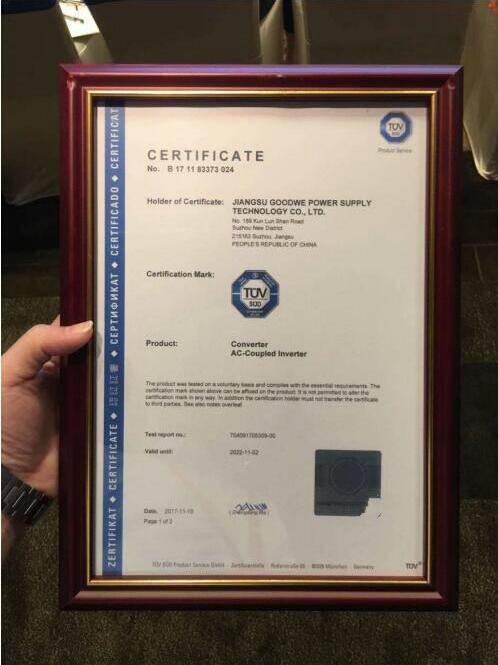 ZERTIFIKAT ◆ CERTIFICATE ◆ 認 証 証 書 ◆ СЕРТИФИКАТ ◆ CERTIFICADO ◆ CERTIFICAT
TÜV
SÜD
Product Service
CERTIFICATE
No. B 17 11 83373 024
Holder of Certificate: JIANGSU GOODWE POWER SUPPLY
TECHNOLOGY CO., LTD.
No. 189 Kun Lun Shan Road
Suzhou New District
215163 Suzhou, Jiangsu
PEOPLE'S REPUBLIC OF CHINA
Certification Mark:
TÜV
SÜD
Product: Converter
AC-Coupled Inverter
The product was tested on a voluntary basis and complies with the essential requirements. The
certification mark shown above can be affixed on the product. It is not permitted to alter the
certification mark in any way. In addition the certification holder must not transfer the certificate
to third parties. See also notes overleaf.
Test report no.: 704091705309-00
Valid until: 2022-11-02
Date, 2017-11-
Page 1 of 2
TÜV SÜD Product Service GmbH · Zertifizierstelle · Ridlerstraße 65 · 80339 München · Germany
TÜV®